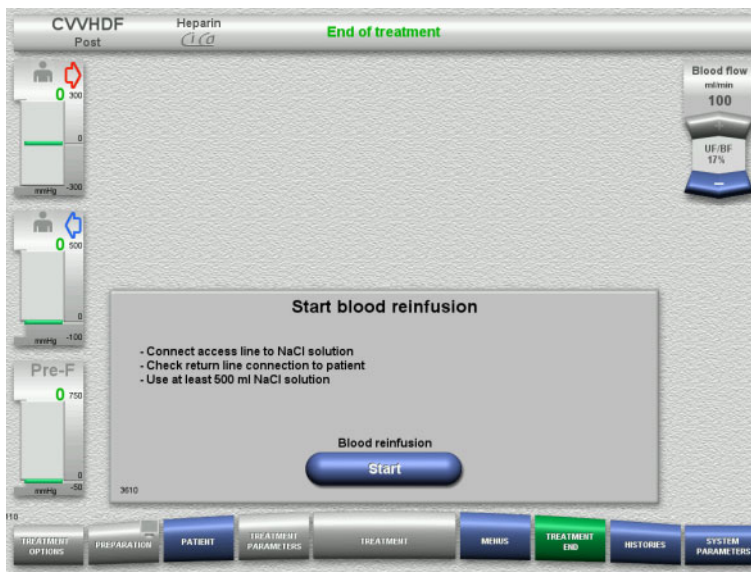 CVVHDF
Post
Heparin
Ci Ca
End of treatment
0
300
0
-300
mmHg
0
500
0
-100
mmHg
Pre-F
0
750
0
-50
mmHg
Blood flow
ml/min
100
+
UF/BF
17%
-
Start blood reinfusion
- Connect access line to NaCl solution
- Check return line connection to patient
- Use at least 500 ml NaCl solution
Blood reinfusion
Start
3610
TREATMENT
OPTIONS
PREPARATION
PATIENT
TREATMENT
PARAMETERS
TREATMENT
MENUS
TREATMENT
END
HISTORIES
SYSTEM
PARAMETERS